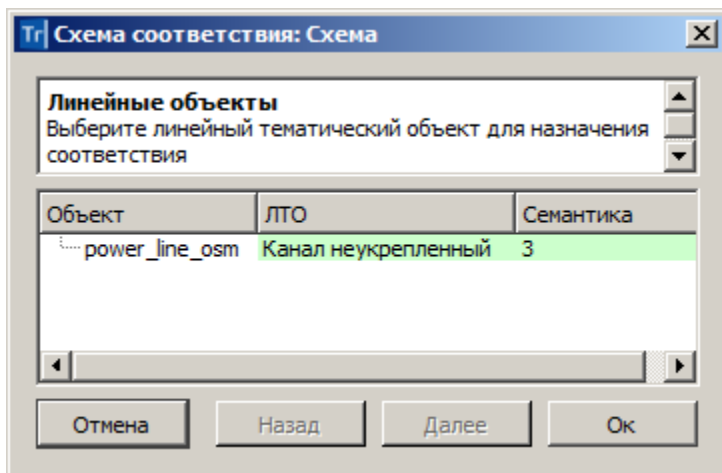 Tr Схема соответствия: Схема
Линейные объекты
Выберите линейный тематический объект для назначения
соответствия
Объект ЛТО Семантика
power_line_osm Канал неукрепленный 3
Отмена Назад Далее Ок